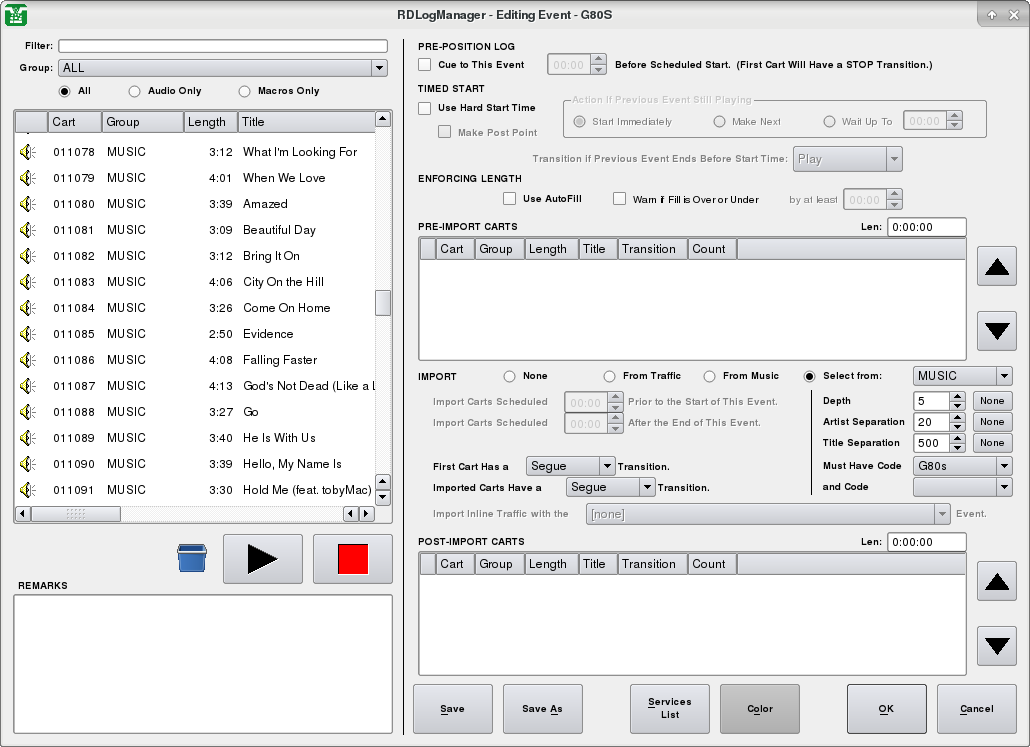 RDLogManager - Editing Event - G80S
Filter:
Group: ALL
All Audio Only Macros Only
Cart Group Length Title
011078 MUSIC 3:12 What I'm Looking For
011079 MUSIC 4:01 When We Love
011080 MUSIC 3:39 Amazed
011081 MUSIC 3:09 Beautiful Day
011082 MUSIC 3:12 Bring It On
011083 MUSIC 4:06 City On the Hill
011084 MUSIC 3:26 Come On Home
011085 MUSIC 2:50 Evidence
011086 MUSIC 4:08 Falling Faster
011087 MUSIC 4:13 God's Not Dead (Like a L
011088 MUSIC 3:27 Go
011089 MUSIC 3:40 He Is With Us
011090 MUSIC 3:39 Hello, My Name Is
011091 MUSIC 3:30 Hold Me (feat. tobyMac)
REMARKS
PRE-POSITION LOG
Cue to This Event 00:00 Before Scheduled Start. (First Cart Will Have a STOP Transition.)
TIMED START
Use Hard Start Time
Make Post Point
Action If Previous Event Still Playing
Start Immediately Make Next Wait Up To 00:00
Transition if Previous Event Ends Before Start Time: Play
ENFORCING LENGTH
Use AutoFill Warn if Fill is Over or Under by at least 00:00
PRE-IMPORT CARTS Len: 0:00:00
Cart Group Length Title Transition Count
IMPORT None From Traffic From Music Select from: MUSIC
Import Carts Scheduled 00:00 Prior to the Start of This Event.
Import Carts Scheduled 00:00 After the End of This Event.
Depth 5 None
Artist Separation 20 None
Title Separation 500 None
Must Have Code G80s
and Code
First Cart Has a Segue Transition.
Imported Carts Have a Segue Transition.
Import Inline Traffic with the [none] Event.
POST-IMPORT CARTS Len: 0:00:00
Cart Group Length Title Transition Count
Save Save As Services List Color OK Cancel